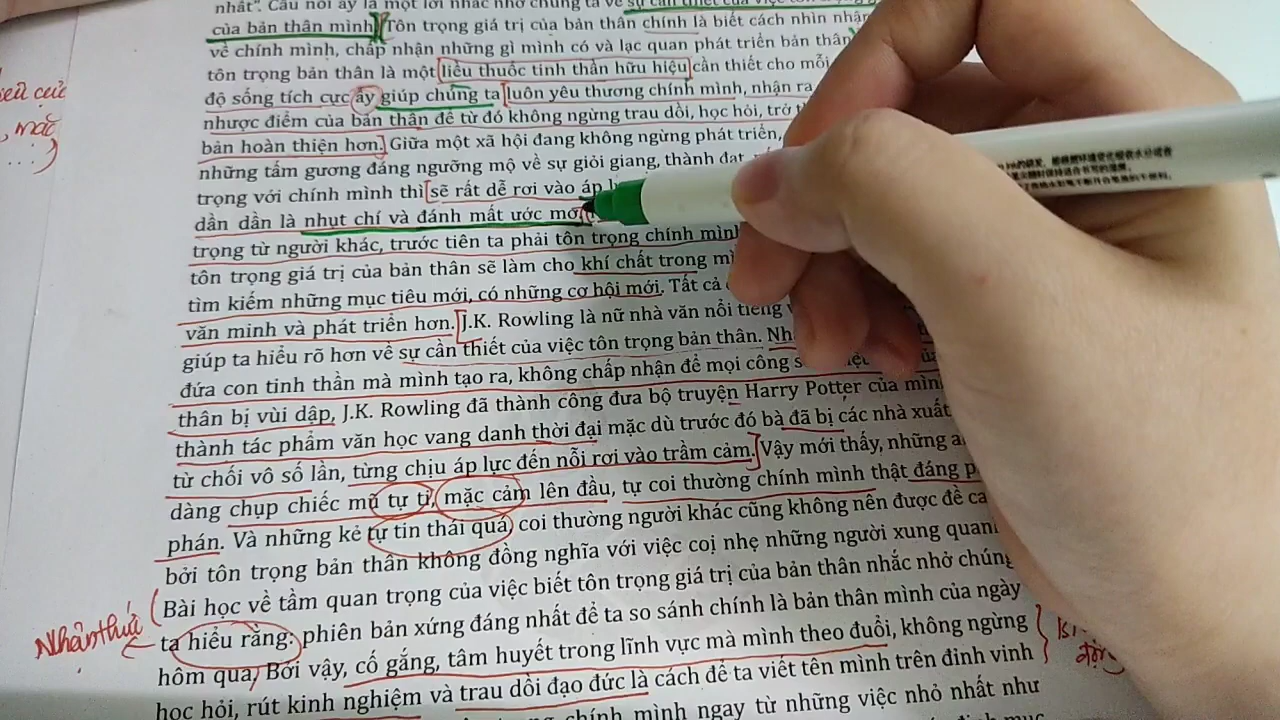 nhất". Câu nói ấy là một lời nhắc nhở chúng ta về sự cần thiết của việc tôn trọng
của bản thân mình. Tôn trọng giá trị của bản thân chính là biết cách nhìn nhận
về chính mình, chấp nhận những gì mình có và lạc quan phát triển bản thân
tôn trọng bản thân là một liều thuốc tinh thần hữu hiệu cần thiết cho mỗi
độ sống tích cực ấy giúp chúng ta luôn yêu thương chính mình, nhận ra
nhược điểm của bản thân để từ đó không ngừng trau dồi, học hỏi, trở
bản hoàn thiện hơn. Giữa một xã hội đang không ngừng phát triển,
những tấm gương đáng ngưỡng mộ về sự giỏi giang, thành đạt
trọng với chính mình thì sẽ rất dễ rơi vào áp
dần dần là nhụt chí và đánh mất ước mơ
trọng từ người khác, trước tiên ta phải tôn trọng chính mình
tôn trọng giá trị của bản thân sẽ làm cho khí chất trong
tìm kiếm những mục tiêu mới, có những cơ hội mới. Tất cả
văn minh và phát triển hơn. J.K. Rowling là nữ nhà văn nổi tiếng
giúp ta hiểu rõ hơn về sự cần thiết của việc tôn trọng bản thân.
đứa con tinh thần mà mình tạo ra, không chấp nhận để mọi công
thân bị vùi dập, J.K. Rowling đã thành công đưa bộ truyện Harry Potter của
thành tác phẩm văn học vang danh thời đại mặc dù trước đó bà đã bị các nhà xuất
từ chối vô số lần, từng chịu áp lực đến nỗi rơi vào trầm cảm. Vậy mới thấy, những
dàng chụp chiếc mũ tự ti, mặc cảm lên đầu, tự coi thường chính mình thật đáng
phán. Và những kẻ tự tin thái quá coi thường người khác cũng không nên được đề
bởi tôn trọng bản thân không đồng nghĩa với việc coi nhẹ những người xung quanh
Bài học về tầm quan trọng của việc biết tôn trọng giá trị của bản thân nhắc nhở chúng
Nhận thức
ta hiểu rằng: phiên bản xứng đáng nhất để ta so sánh chính là bản thân mình của ngày
hôm qua, Bởi vậy, cố gắng, tâm huyết trong lĩnh vực mà mình theo đuổi, không ngừng
học hỏi, rút kinh nghiệm và trau dồi đạo đức là cách để ta viết tên mình trên đỉnh vinh
chính mình ngay từ những việc nhỏ nhất như